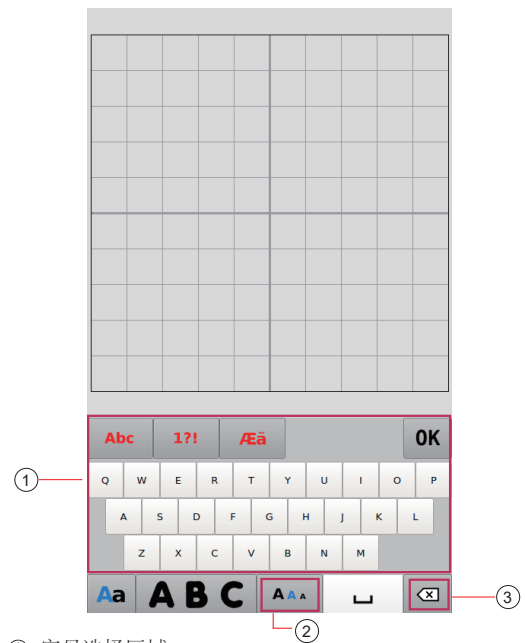 Abc 1?! Æã OK
① Q W E R T Y U I O P
A S D F G H J K L
Z X C V B N M
Aa A B C A A A ③
②